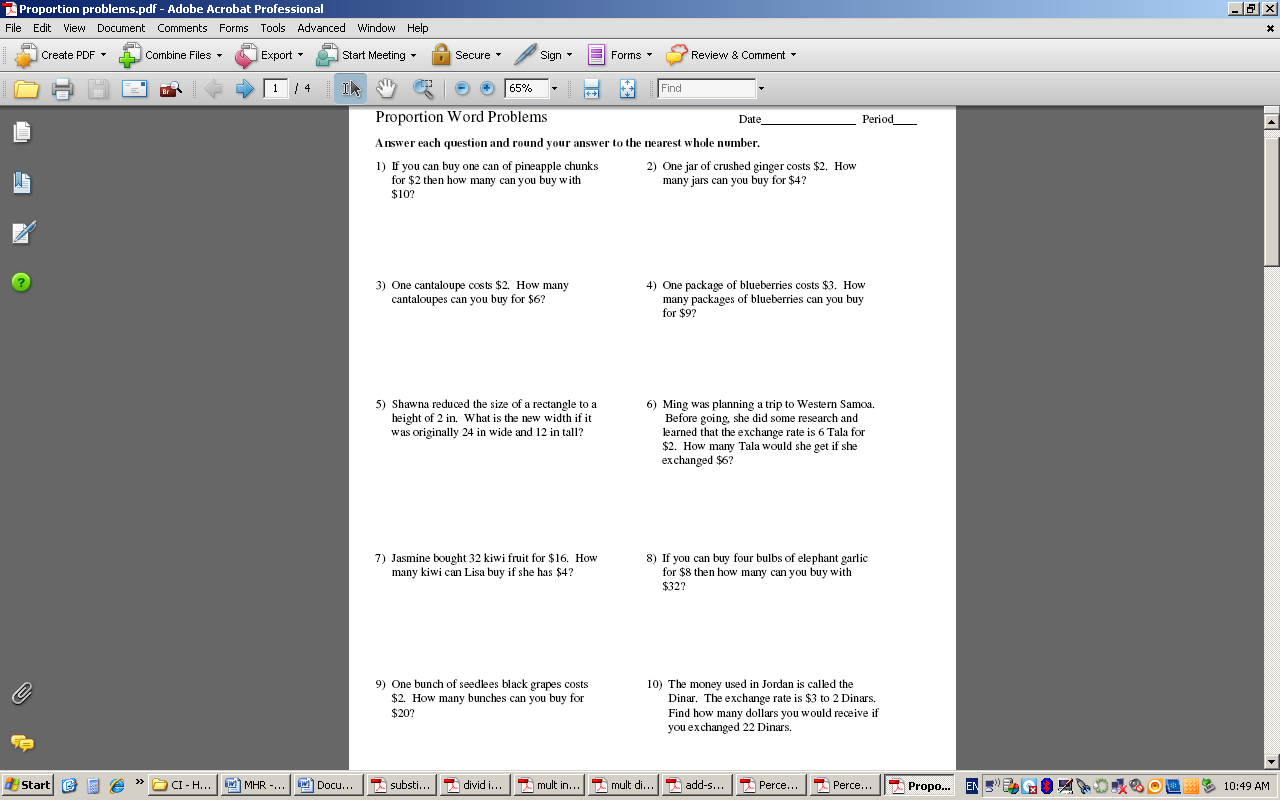 Proportion problems.pdf - Adobe Acrobat Professional
File Edit View Document Comments Forms Tools Advanced Window Help
Create PDF Combine Files Export Start Meeting Secure Sign Forms Review & Comment
1 / 4 65% Find
Proportion Word Problems Date________________ Period____
Answer each question and round your answer to the nearest whole number.
1) If you can buy one can of pineapple chunks
for $2 then how many can you buy with
$10?
2) One jar of crushed ginger costs $2. How
many jars can you buy for $4?
3) One cantaloupe costs $2. How many
cantaloupes can you buy for $6?
4) One package of blueberries costs $3. How
many packages of blueberries can you buy
for $9?
5) Shawna reduced the size of a rectangle to a
height of 2 in. What is the new width if it
was originally 24 in wide and 12 in tall?
6) Ming was planning a trip to Western Samoa.
Before going, she did some research and
learned that the exchange rate is 6 Tala for
$2. How many Tala would she get if she
exchanged $6?
7) Jasmine bought 32 kiwi fruit for $16. How
many kiwi can Lisa buy if she has $4?
8) If you can buy four bulbs of elephant garlic
for $8 then how many can you buy with
$32?
9) One bunch of seedlees black grapes costs
$2. How many bunches can you buy for
$20?
10) The money used in Jordan is called the
Dinar. The exchange rate is $3 to 2 Dinars.
Find how many dollars you would receive if
you exchanged 22 Dinars.
Start » CI - H... MHR -... Docu... substi... divid i... mult in... mult di... add-s... Perce... Perce... Propo... EN 10:49 AM